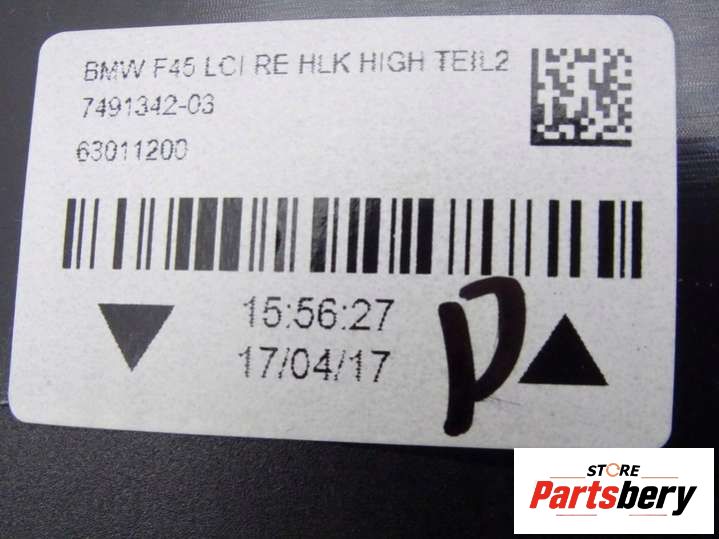 BMW F45 LCI RE HLK HIGH TEIL2
7491342-03
63011200
15:56:27
17/04/17
D
STORE
Partsbery